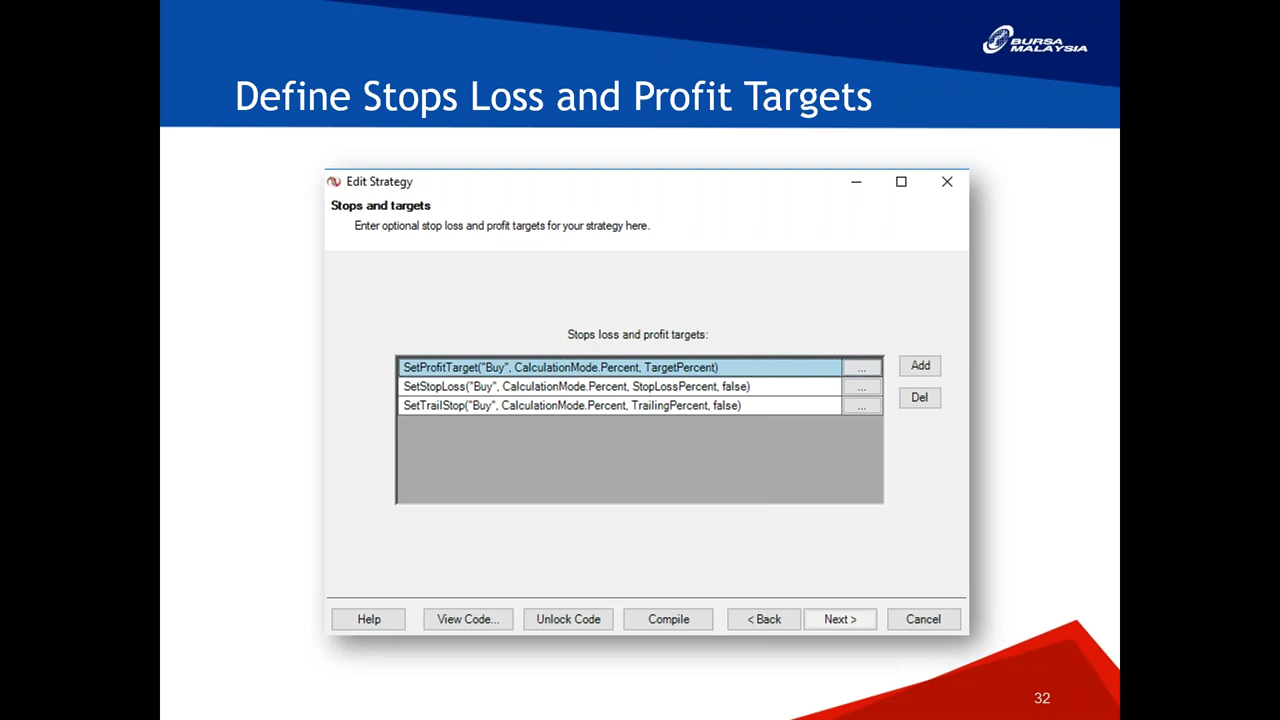 BURSA
MALAYSIA
Define Stops Loss and Profit Targets
Edit Strategy
Stops and targets
Enter optional stop loss and profit targets for your strategy here.
Stops loss and profit targets:
SetProfitTarget("Buy", CalculationMode.Percent, TargetPercent) ...
SetStopLoss("Buy", CalculationMode.Percent, StopLossPercent, false) ...
SetTrailStop("Buy", CalculationMode.Percent, TrailingPercent, false) ...
Add
Del
Help View Code... Unlock Code Compile < Back Next > Cancel
32